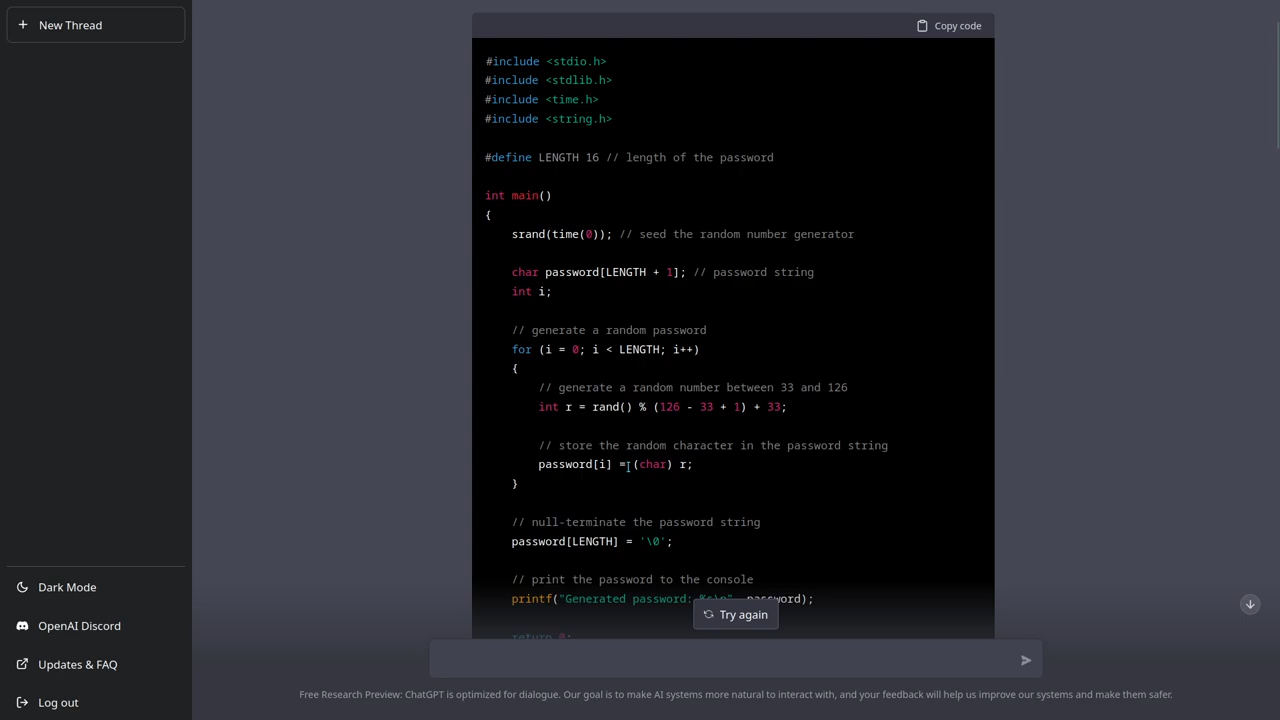 New Thread
Copy code
#include <stdio.h>
#include <stdlib.h>
#include <time.h>
#include <string.h>
#define LENGTH 16 // length of the password
int main()
{
srand(time(0)); // seed the random number generator
char password[LENGTH + 1]; // password string
int i;
// generate a random password
for (i = 0; i < LENGTH; i++)
{
// generate a random number between 33 and 126
int r = rand() % (126 - 33 + 1) + 33;
// store the random character in the password string
password[i] = (char) r;
}
// null-terminate the password string
password[LENGTH] = '\0';
// print the password to the console
printf("Generated password: %s\n", password);
return 0;
Try again
Dark Mode
OpenAI Discord
Updates & FAQ
Log out
Free Research Preview: ChatGPT is optimized for dialogue. Our goal is to make AI systems more natural to interact with, and your feedback will help us improve our systems and make them safer.